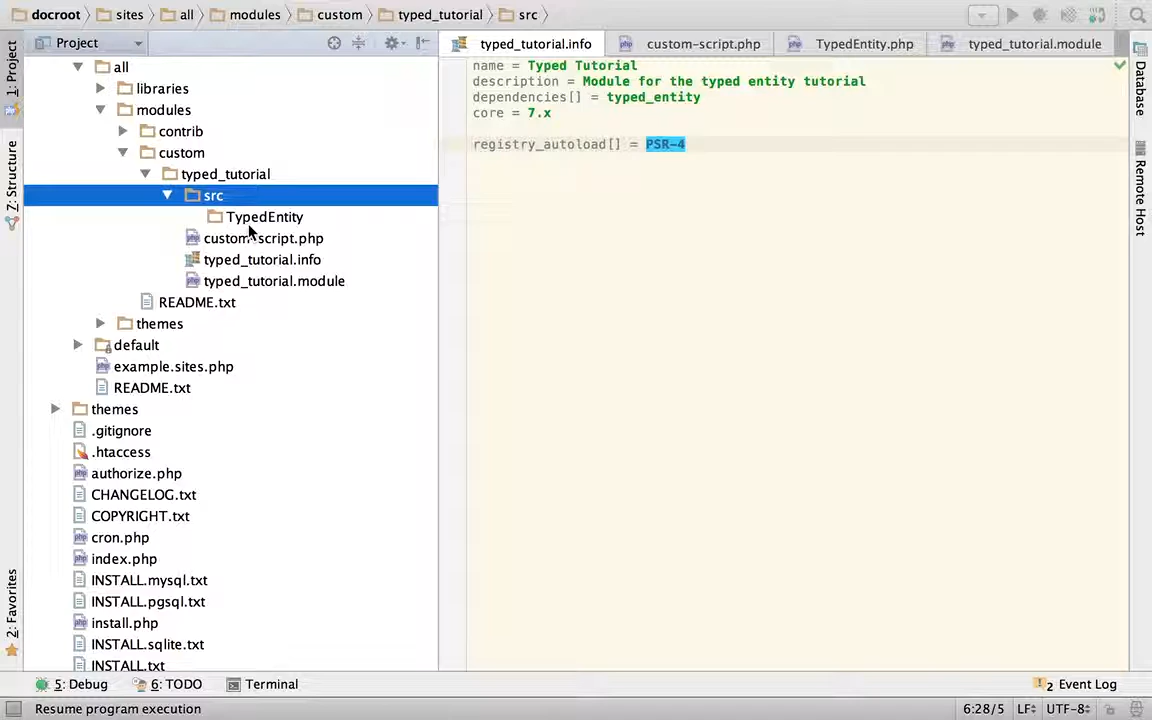 docroot sites all modules custom typed_tutorial src
1: Project
Project
typed_tutorial.info custom-script.php TypedEntity.php typed_tutorial.module
all
libraries
modules
contrib
custom
typed_tutorial
src
TypedEntity
custom-script.php
typed_tutorial.info
typed_tutorial.module
README.txt
themes
default
example.sites.php
README.txt
themes
.gitignore
.htaccess
authorize.php
CHANGELOG.txt
COPYRIGHT.txt
cron.php
index.php
INSTALL.mysql.txt
INSTALL.pgsql.txt
install.php
INSTALL.sqlite.txt
INSTALL.txt
Z: Structure
2: Favorites
name = Typed Tutorial
description = Module for the typed entity tutorial
dependencies[] = typed_entity
core = 7.x
registry_autoload[] = PSR-4
Database
Remote Host
5: Debug 6: TODO Terminal 2 Event Log
Resume program execution 6:28/5 LF UTF-8